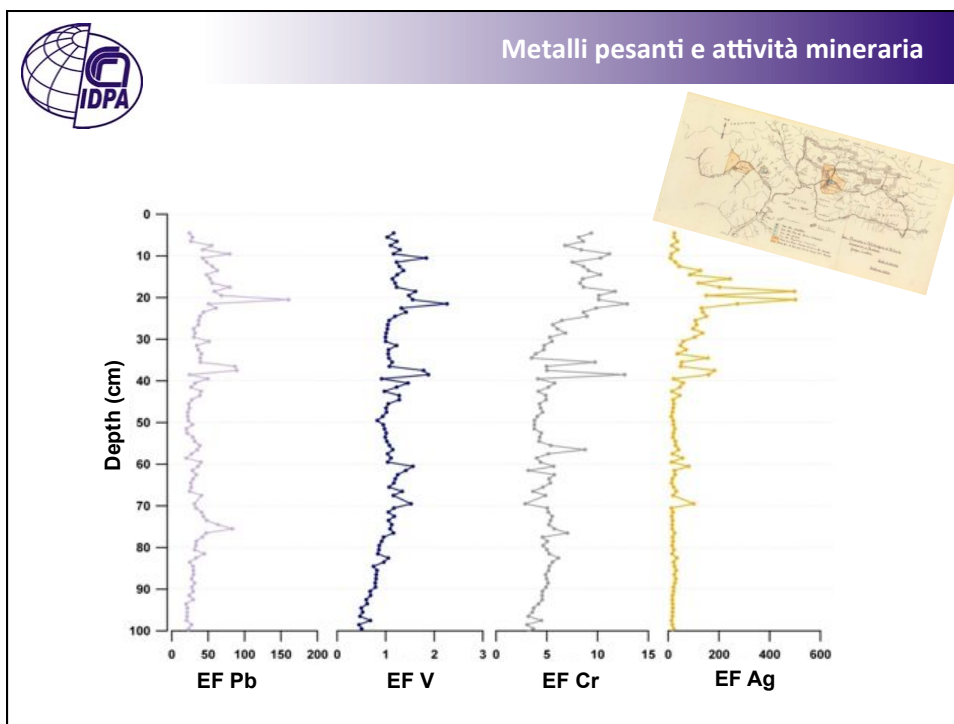 Metalli pesanti e attività mineraria
IDPA
0
10
20
30
40
50
60
70
80
90
100
Depth (cm)
0 50 100 150 200
0 1 2 3
0 5 10 15
0 200 400 600
EF Pb
EF V
EF Cr
EF Ag